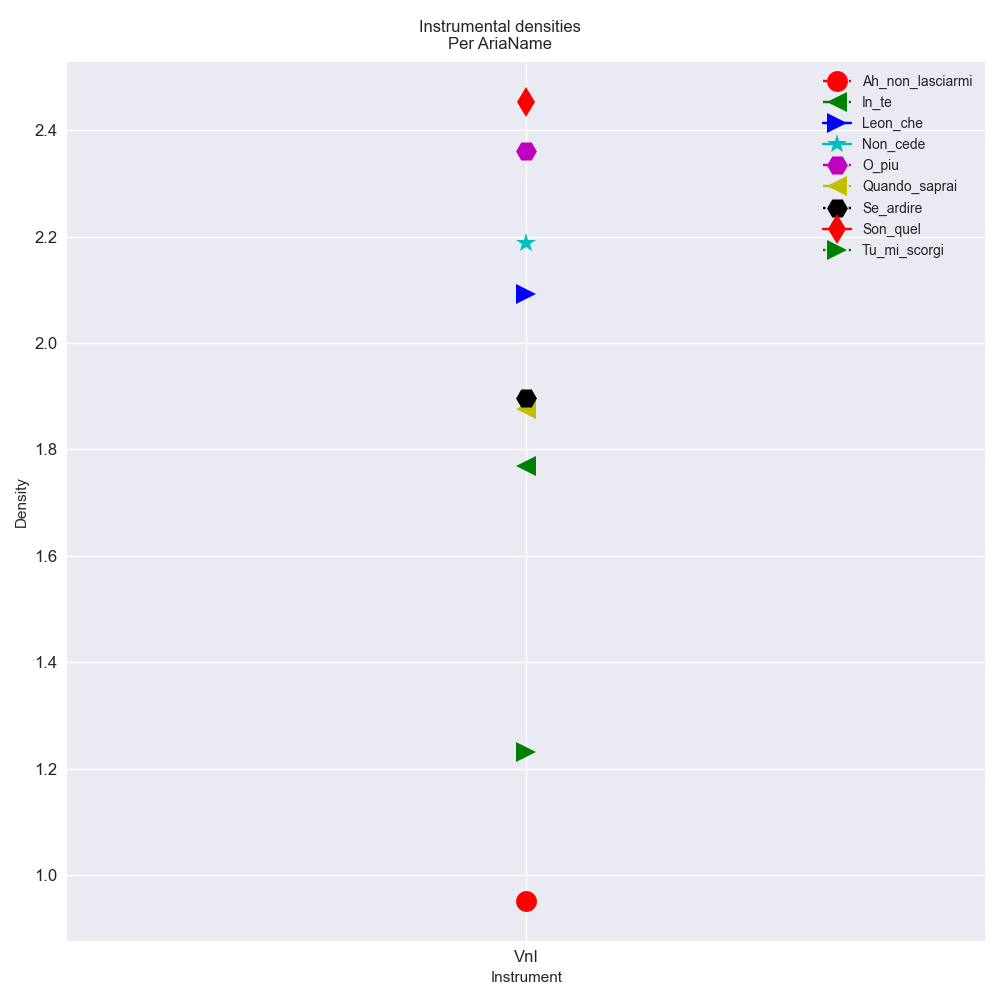 Instrumental densities
Per AriaName
Ah_non_lasciarmi
In_te
Leon_che
Non_cede
O_piu
Quando_saprai
Se_ardire
Son_quel
Tu_mi_scorgi
2.4
2.2
2.0
1.8
1.6
1.4
1.2
1.0
Density
VnI
Instrument